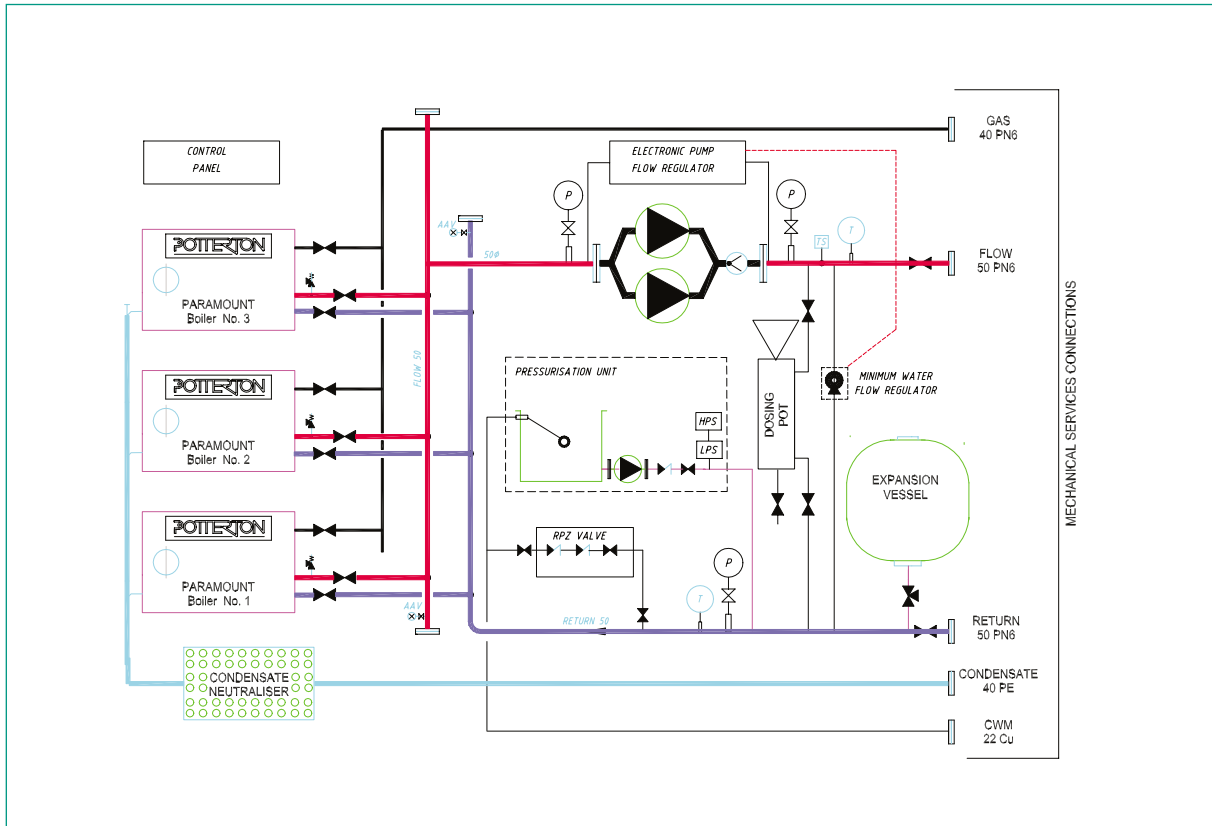 GAS
40 PN6
CONTROL
PANEL
ELECTRONIC PUMP
FLOW REGULATOR
P
P
AAV
TS
T
50Φ
FLOW
50 PN6
POTTERTON
PARAMOUNT
Boiler No. 3
FLOW 50
PRESSURISATION UNIT
MINIMUM WATER
FLOW REGULATOR
POTTERTON
PARAMOUNT
Boiler No. 2
HPS
LPS
DOSING
POT
EXPANSION
VESSEL
MECHANICAL SERVICES CONNECTIONS
POTTERTON
PARAMOUNT
Boiler No. 1
RPZ VALVE
P
T
AAV
RETURN 50
RETURN
50 PN6
CONDENSATE
NEUTRALISER
CONDENSATE
40 PE
CWM
22 Cu